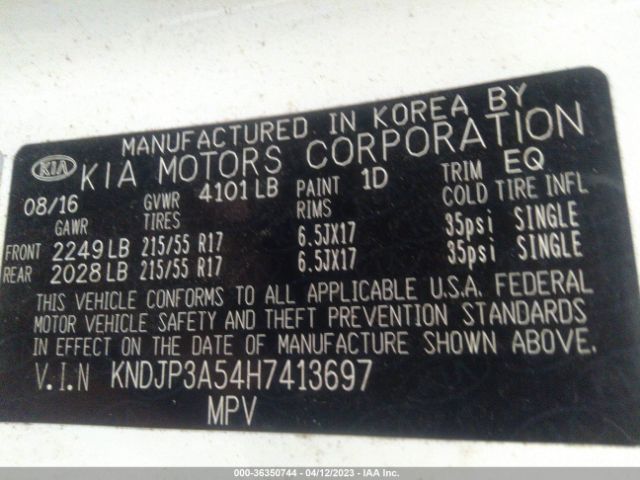 MANUFACTURED IN KOREA BY
KIA KIA MOTORS CORPORATION
08/16 GVWR 4101 LB PAINT 1D TRIM EQ
GAWR TIRES RIMS COLD TIRE INFL
FRONT 2249 LB 215/55 R17 6.5JX17 35psi SINGLE
REAR 2028 LB 215/55 R17 6.5JX17 35psi SINGLE
THIS VEHICLE CONFORMS TO ALL APPLICABLE U.S.A. FEDERAL
MOTOR VEHICLE SAFETY AND THEFT PREVENTION STANDARDS
IN EFFECT ON THE DATE OF MANUFACTURE SHOWN ABOVE.
V.I.N KNDJP3A54H7413697
MPV
000-36350744 - 04/12/2023 - IAA Inc.